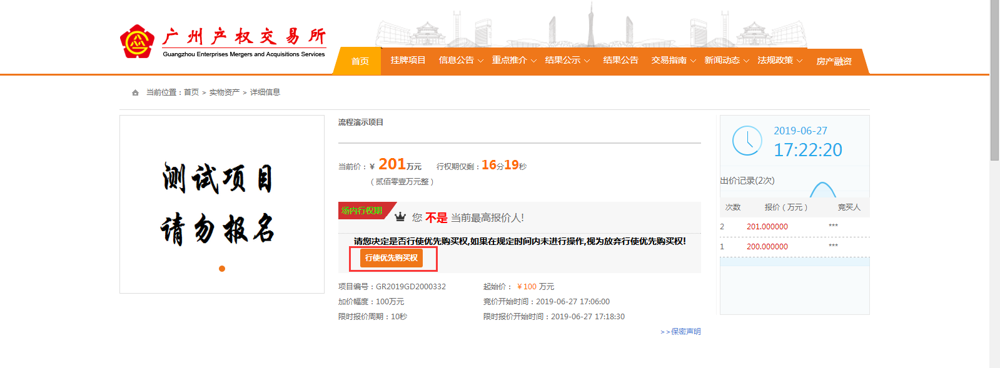 广州产权交易所
Guangzhou Enterprises Mergers and Acquisitions Services
首页 挂牌项目 信息公告 重点推介 结果公示 结果公告 交易指南 新闻动态 法规政策 房产融资
当前位置：首页 > 实物资产 > 详细信息
测试项目
请勿报名
流程演示项目
当前价：¥ 201万元 行权期仅剩：16分19秒
（贰佰零壹万元整）
场内行权期
您 不是 当前最高报价人!
请您决定是否行使优先购买权,如果在规定时间内未进行操作,视为放弃行使优先购买权!
行使优先购买权
项目编号：GR2019GD2000332 起始价：￥100 万元
加价幅度：100万元 竞价开始时间：2019-06-27 17:06:00
限时报价周期：10秒 限时报价开始时间：2019-06-27 17:18:30
>>保密声明
2019-06-27
17:22:20
出价记录(2次)
次数 报价（万元） 竞买人
2 201.000000 ***
1 200.000000 ***